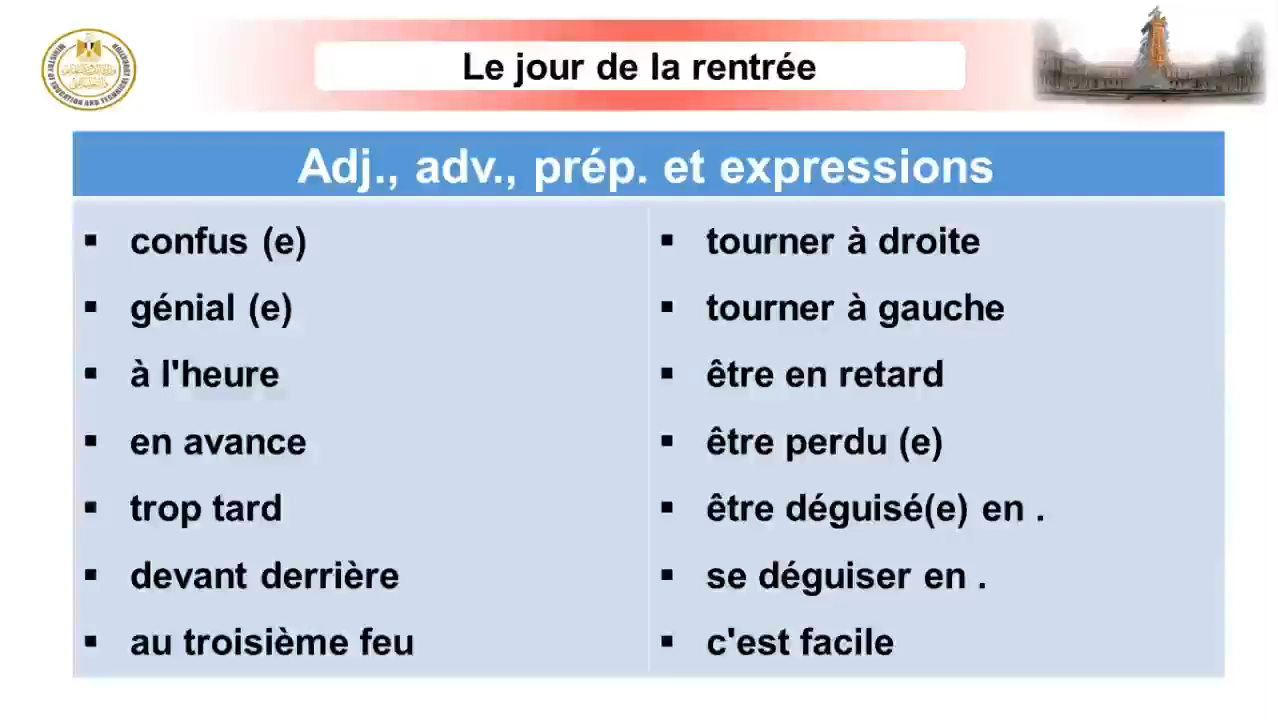 Le jour de la rentrée
Adj., adv., prép. et expressions
▪ confus (e)
▪ génial (e)
▪ à l'heure
▪ en avance
▪ trop tard
▪ devant derrière
▪ au troisième feu
▪ tourner à droite
▪ tourner à gauche
▪ être en retard
▪ être perdu (e)
▪ être déguisé(e) en .
▪ se déguiser en .
▪ c'est facile